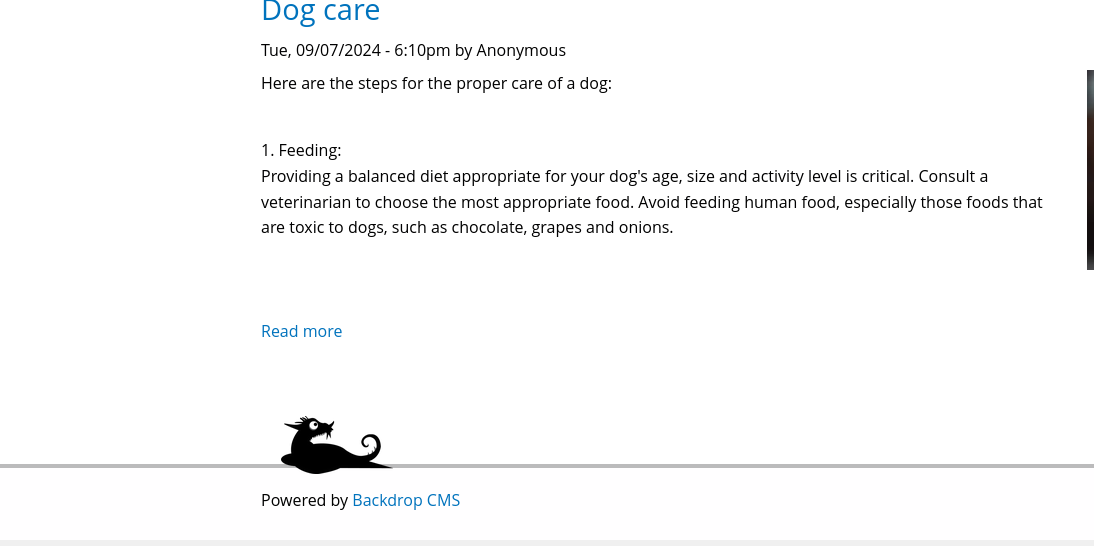 Dog care
Tue, 09/07/2024 - 6:10pm by Anonymous
Here are the steps for the proper care of a dog:
1. Feeding:
Providing a balanced diet appropriate for your dog's age, size and activity level is critical. Consult a
veterinarian to choose the most appropriate food. Avoid feeding human food, especially those foods that
are toxic to dogs, such as chocolate, grapes and onions.
Read more
Powered by Backdrop CMS